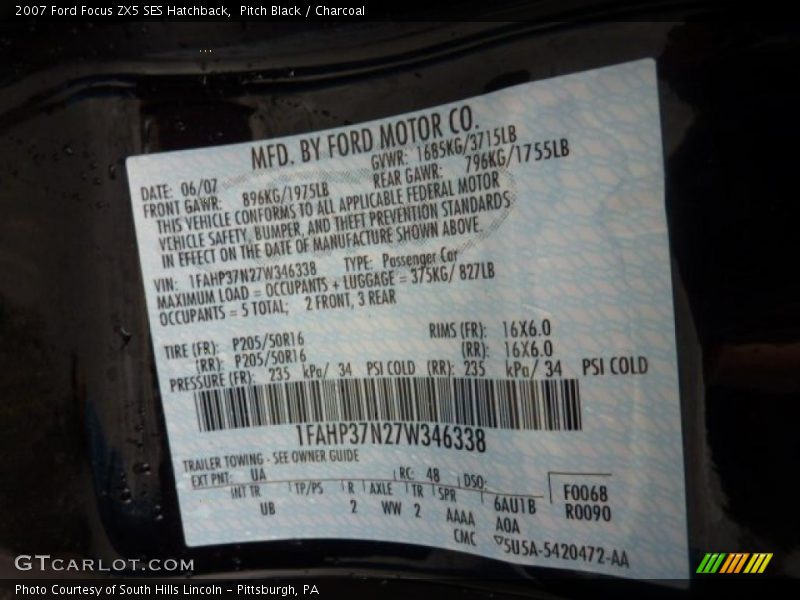 2007 Ford Focus ZX5 SES Hatchback,  Pitch Black / Charcoal
MFD. BY FORD MOTOR CO.
DATE: 06/07 GVWR: 1685KG/3715LB
FRONT GAWR: 896KG/1975LB REAR GAWR: 796KG/1755LB
THIS VEHICLE CONFORMS TO ALL APPLICABLE FEDERAL MOTOR
VEHICLE SAFETY, BUMPER, AND THEFT PREVENTION STANDARDS
IN EFFECT ON THE DATE OF MANUFACTURE SHOWN ABOVE.
VIN: 1FAHP37N27W346338 TYPE: Passenger Car
MAXIMUM LOAD = OCCUPANTS + LUGGAGE = 375KG/ 827LB
OCCUPANTS = 5 TOTAL; 2 FRONT, 3 REAR
TIRE (FR): P205/50R16 RIMS (FR): 16X6.0
(RR): P205/50R16 (RR): 16X6.0
PRESSURE (FR): 235 kPa/ 34 PSI COLD (RR): 235 kPa/ 34 PSI COLD
1FAHP37N27W346338
TRAILER TOWING - SEE OWNER GUIDE
EXT PNT: UA RC: 48 DSO: F0068
INT TR TP/PS R AXLE TR SPR 6AU1B R0090
UB 2 WW 2 AAAA AOA
CMC 5U5A-5420472-AA
GTCARLOT.COM
Photo Courtesy of South Hills Lincoln – Pittsburgh, PA